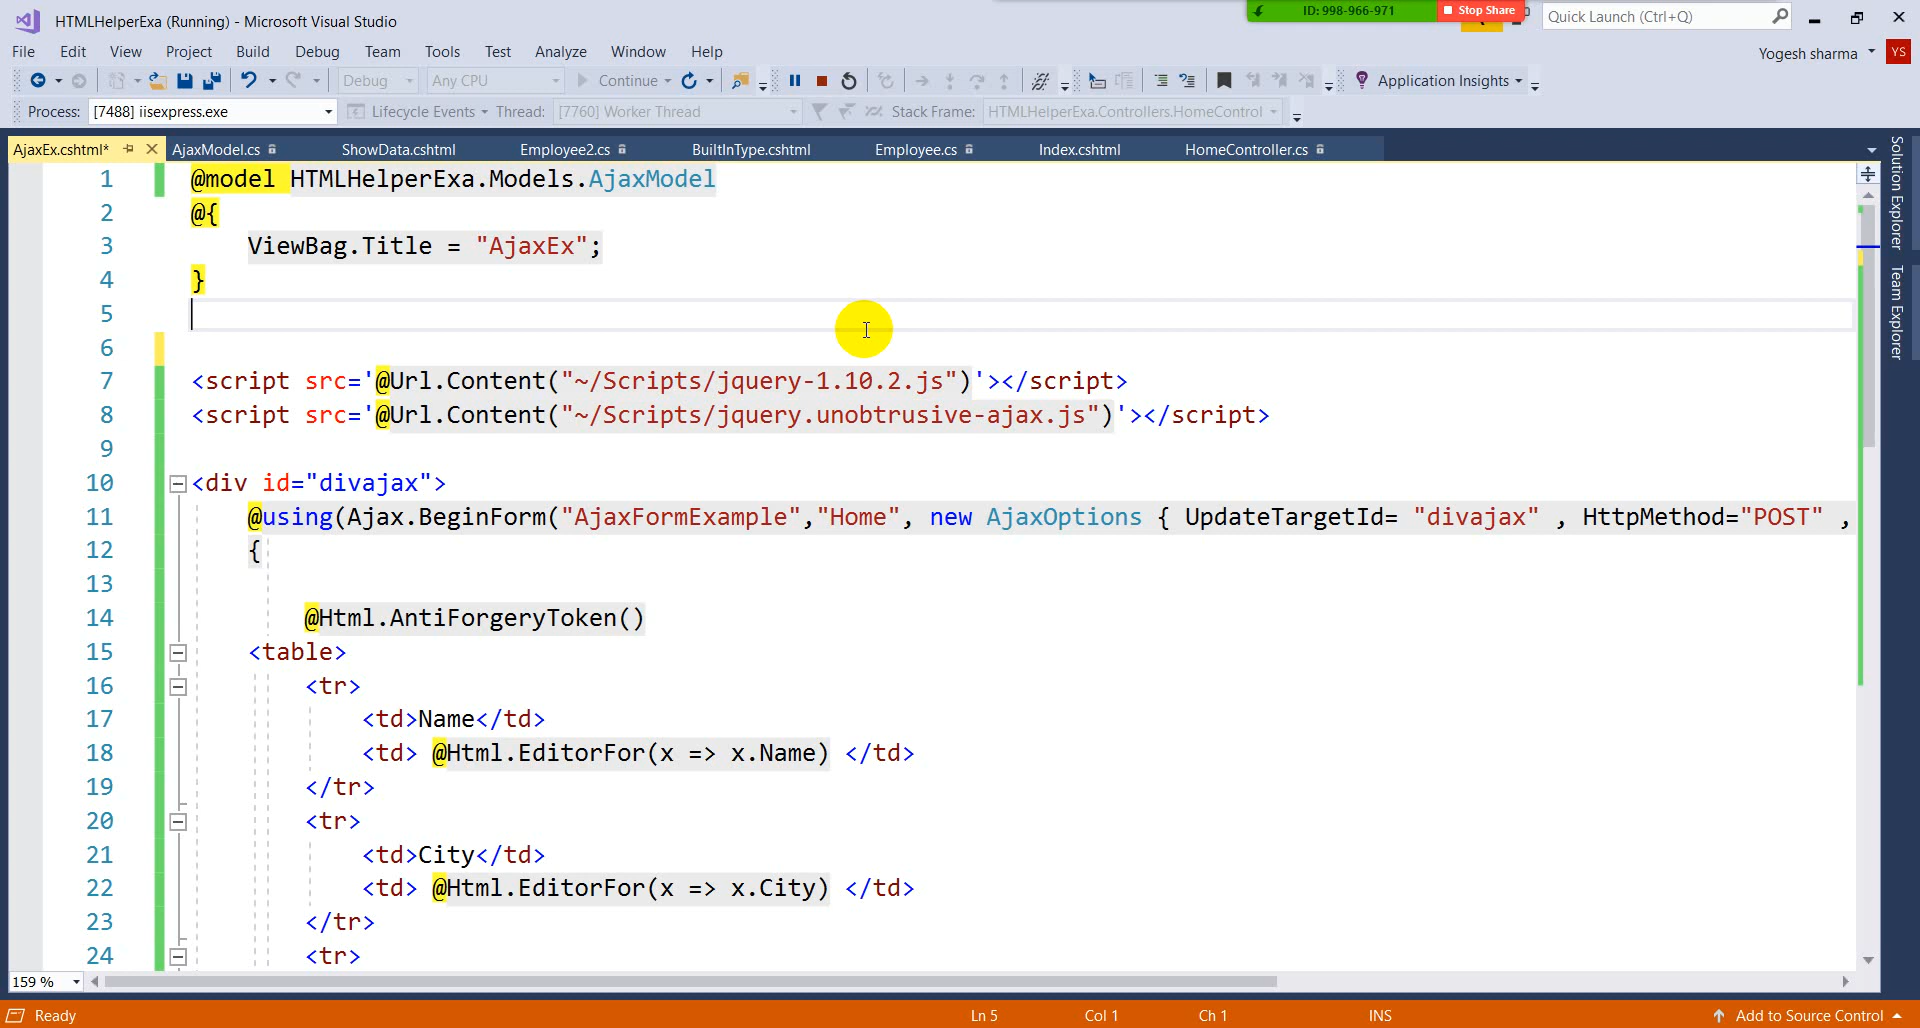 HTMLHelperExa (Running) - Microsoft Visual Studio
ID: 998-966-971
Stop Share
Quick Launch (Ctrl+Q)
File Edit View Project Build Debug Team Tools Test Analyze Window Help
Yogesh sharma YS
Debug Any CPU Continue Application Insights
Process: [7488] iisexpress.exe Lifecycle Events Thread: [7760] Worker Thread Stack Frame: HTMLHelperExa.Controllers.HomeControl
AjaxEx.cshtml* AjaxModel.cs ShowData.cshtml Employee2.cs BuiltInType.cshtml Employee.cs Index.cshtml HomeController.cs
Solution Explorer
Team Explorer
1 @model HTMLHelperExa.Models.AjaxModel
2 @{
3 ViewBag.Title = "AjaxEx";
4 }
5
6
7 <script src='@Url.Content("~/Scripts/jquery-1.10.2.js")'></script>
8 <script src='@Url.Content("~/Scripts/jquery.unobtrusive-ajax.js")'></script>
9
10 <div id="divajax">
11 @using(Ajax.BeginForm("AjaxFormExample","Home", new AjaxOptions { UpdateTargetId= "divajax" , HttpMethod="POST" ,
12 {
13
14 @Html.AntiForgeryToken()
15 <table>
16 <tr>
17 <td>Name</td>
18 <td> @Html.EditorFor(x => x.Name) </td>
19 </tr>
20 <tr>
21 <td>City</td>
22 <td> @Html.EditorFor(x => x.City) </td>
23 </tr>
24 <tr>
159 %
Ready Ln 5 Col 1 Ch 1 INS Add to Source Control